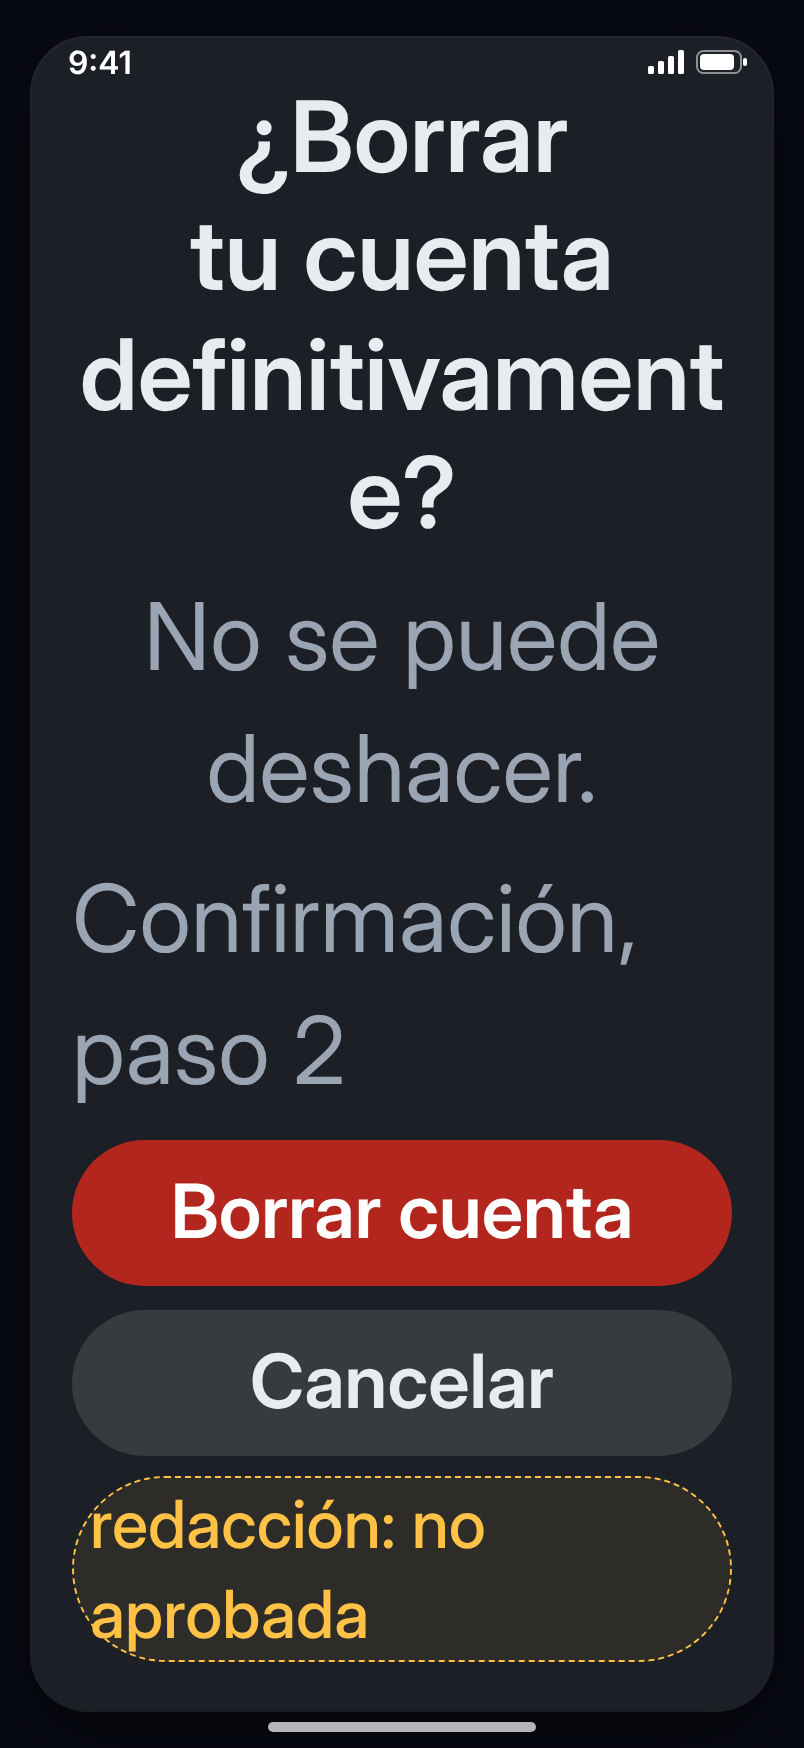 9:41
¿Borrar
tu cuenta
definitivament
e?
No se puede
deshacer.
Confirmación,
paso 2
Borrar cuenta
Cancelar
redacción: no
aprobada